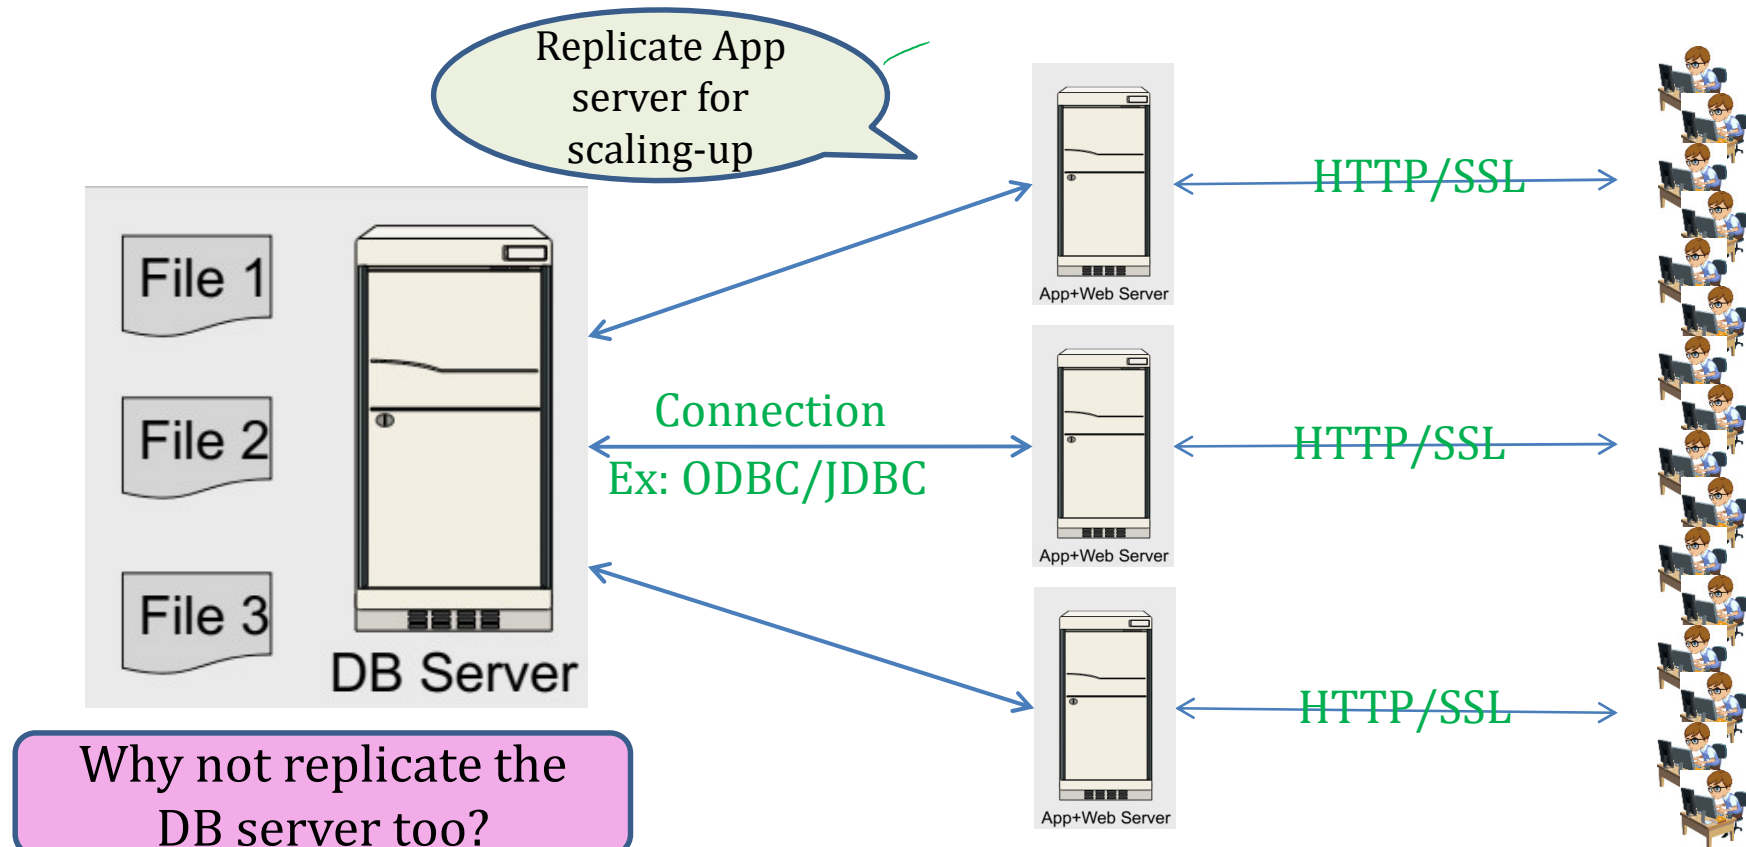 Replicate App
server for
scaling-up
File 1
File 2
File 3
DB Server
Connection
Ex: ODBC/JDBC
App+Web Server
App+Web Server
App+Web Server
HTTP/SSL
HTTP/SSL
HTTP/SSL
Why not replicate the
DB server too?